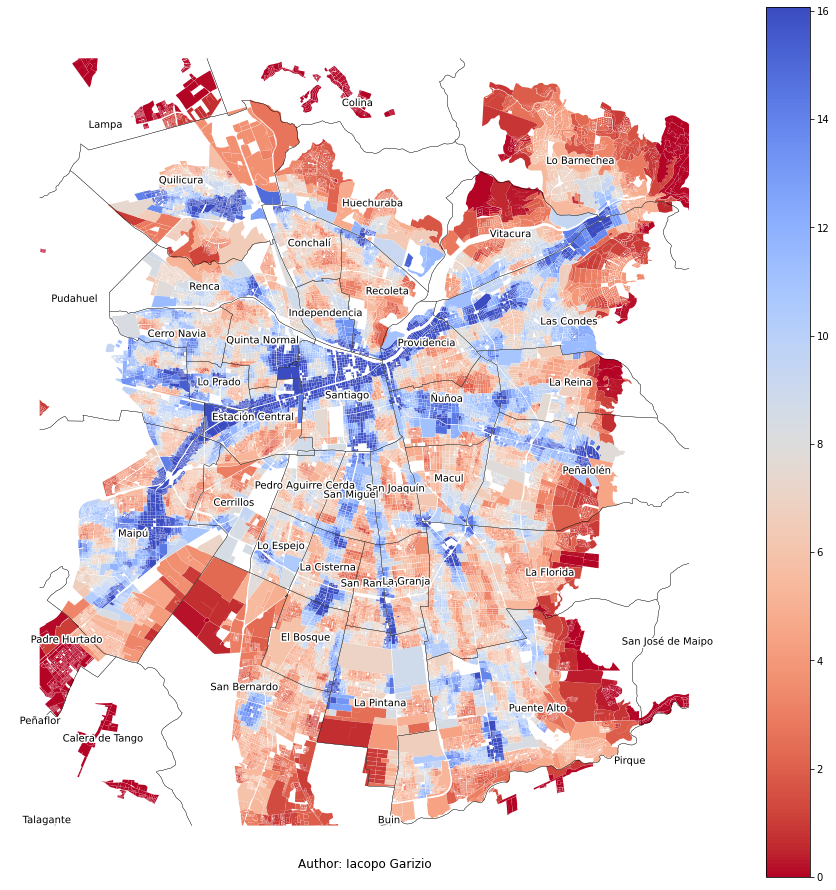 16
Colina
14
Lampa
Lo Barnechea
Quilicura
Huechuraba
12
Vitacura
Conchalí
Renca
Recoleta
Pudahuel
Independencia
Las Condes
10
Cerro Navia
Quinta Normal
Providencia
Lo Prado
La Reina
Santiago
Ñuñoa
Estación Central
8
Peñalolén
Macul
Pedro Aguirre Cerda
San Joaquín
San Miguel
Cerrillos
Maipú
Lo Espejo
6
La Cisterna
La Florida
San Ramón
La Granja
El Bosque
Padre Hurtado
San José de Maipo
4
San Bernardo
La Pintana
Puente Alto
Peñaflor
Calera de Tango
Pirque
2
Talagante
Buin
Author: Iacopo Garizio
0